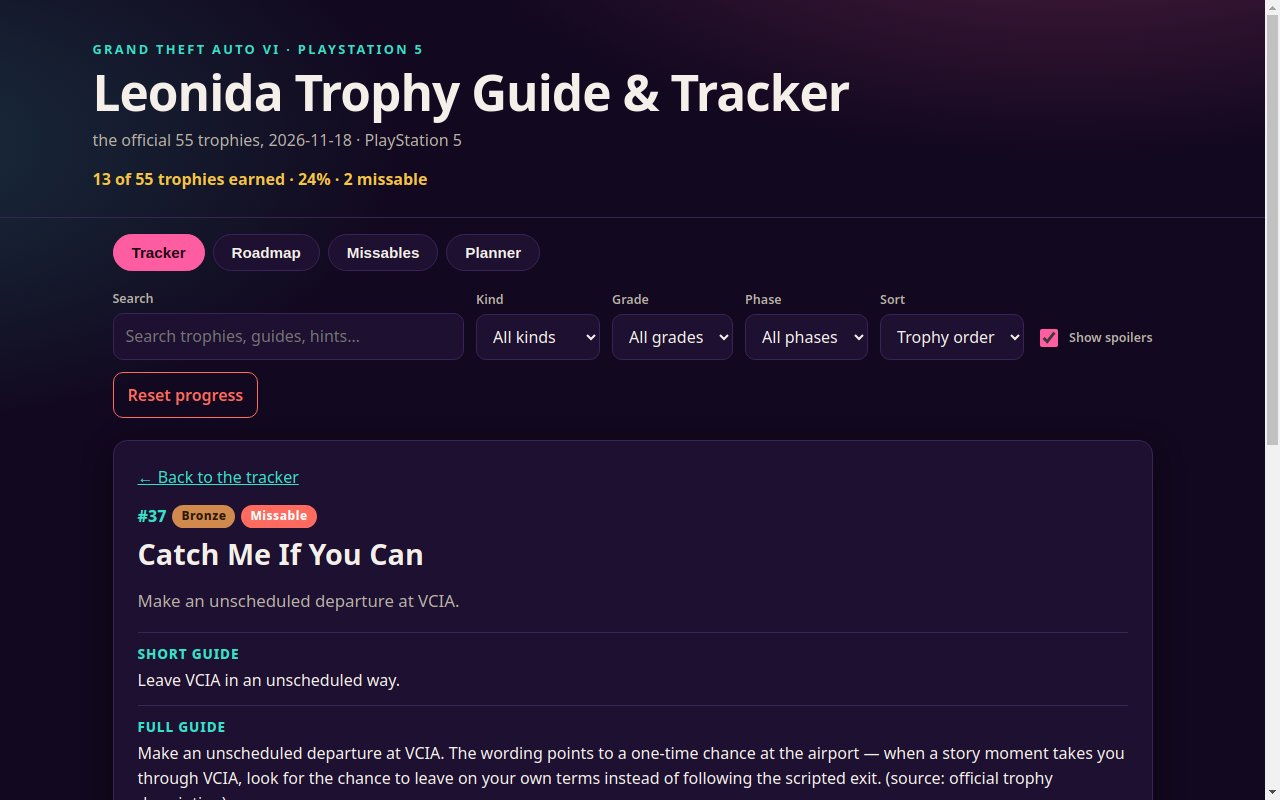 GRAND THEFT AUTO VI · PLAYSTATION 5
Leonida Trophy Guide & Tracker
the official 55 trophies, 2026-11-18 · PlayStation 5
13 of 55 trophies earned · 24% · 2 missable
Tracker Roadmap Missables Planner
Search Kind Grade Phase Sort
Search trophies, guides, hints... All kinds All grades All phases Trophy order Show spoilers
Reset progress
← Back to the tracker
#37 Bronze Missable
Catch Me If You Can
Make an unscheduled departure at VCIA.
SHORT GUIDE
Leave VCIA in an unscheduled way.
FULL GUIDE
Make an unscheduled departure at VCIA. The wording points to a one-time chance at the airport — when a story moment takes you
through VCIA, look for the chance to leave on your own terms instead of following the scripted exit. (source: official trophy